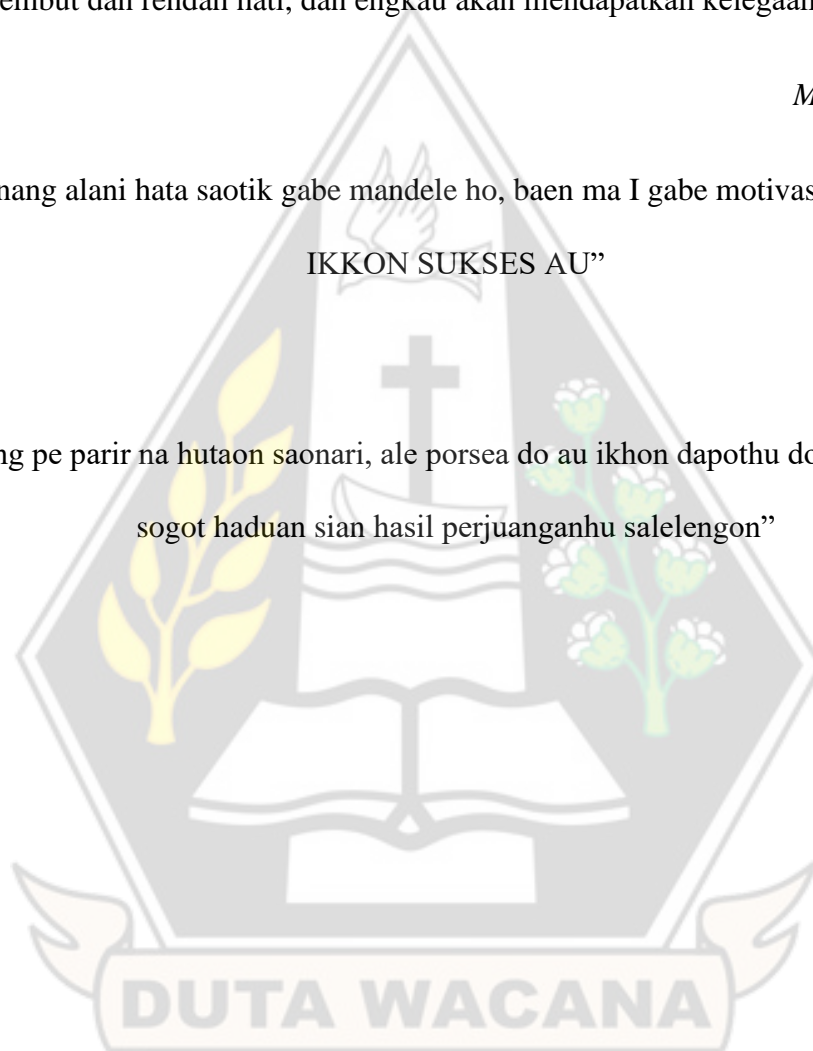 embut dan rendah hati, dan engkau akan mendapatkan kelegaan
M
nang alani hata saotik gabe mandele ho, baen ma I gabe motivas
IKKON SUKSES AU”
ng pe parir na hutaon saonari, ale porsea do au ikhon dapothu do
sogot haduan sian hasil perjuanganhu salelengon”
DUTA WACANA